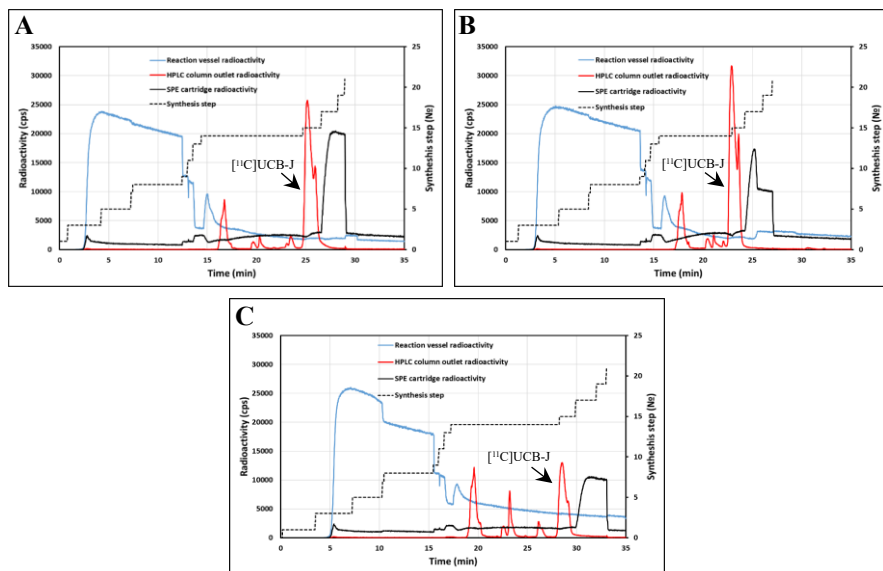 A
35000
30000
25000
20000
15000
10000
5000
0
25
20
15
10
5
0
0 5 10 15 20 25 30 35
Radioactivity (cps)
Syntheshis step (№)
Time (min)
Reaction vessel radioactivity
HPLC column outlet radioactivity
SPE cartridge radioactivity
Synthesis step
[¹¹C]UCB-J
B
35000
30000
25000
20000
15000
10000
5000
0
25
20
15
10
5
0
0 5 10 15 20 25 30 35
Radioactivity (cps)
Syntheshis step (№)
Time (min)
Reaction vessel radioactivity
HPLC column outlet radioactivity
SPE cartridge radioactivity
Synthesis step
[¹¹C]UCB-J
C
35000
30000
25000
20000
15000
10000
5000
0
25
20
15
10
5
0
0 5 10 15 20 25 30 35
Radioactivity (cps)
Syntheshis step (№)
Time (min)
Reaction vessel radioactivity
HPLC column outlet radioactivity
SPE cartridge radioactivity
Synthesis step
[¹¹C]UCB-J